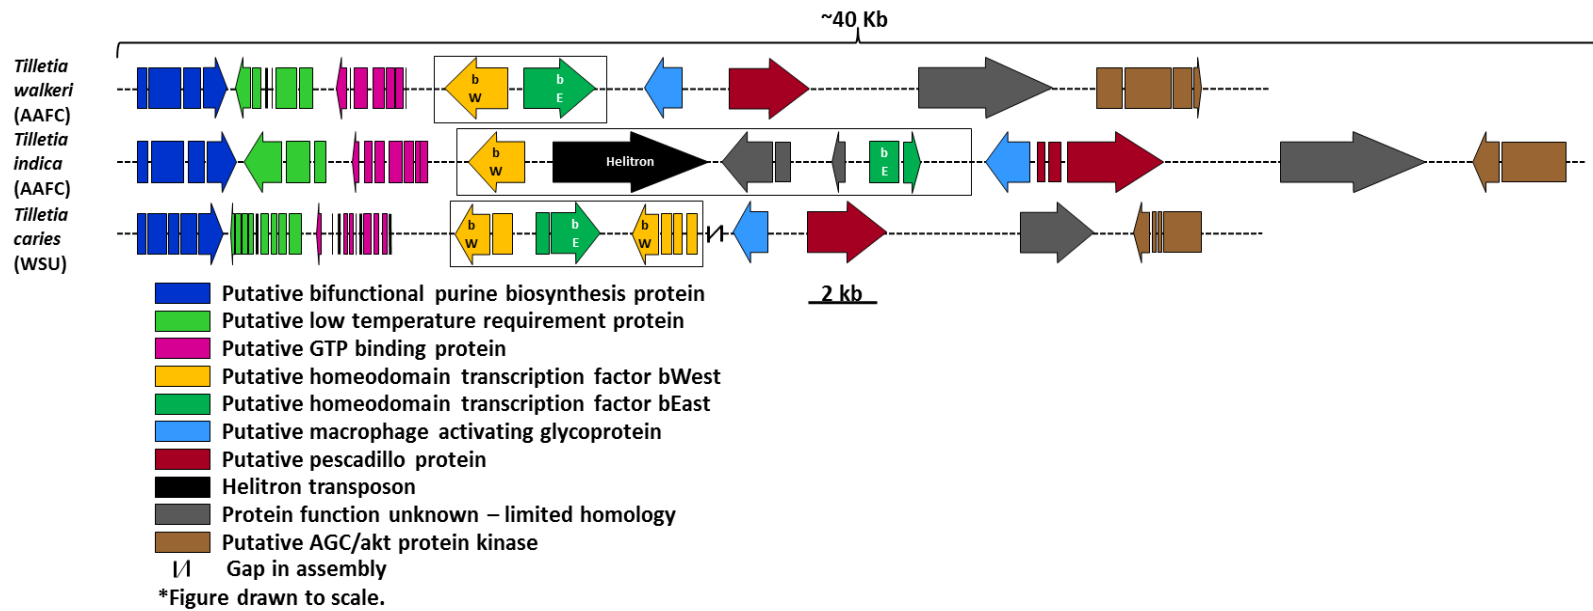 ~40 Kb
Tilletia
walkeri
(AAFC)
b
W
b
E
Tilletia
indica
(AAFC)
b
W
Helitron
b
E
Tilletia
caries
(WSU)
b
W
b
E
b
W
Putative bifunctional purine biosynthesis protein
2 kb
Putative low temperature requirement protein
Putative GTP binding protein
Putative homeodomain transcription factor bWest
Putative homeodomain transcription factor bEast
Putative macrophage activating glycoprotein
Putative pescadillo protein
Helitron transposon
Protein function unknown – limited homology
Putative AGC/akt protein kinase
Gap in assembly
*Figure drawn to scale.